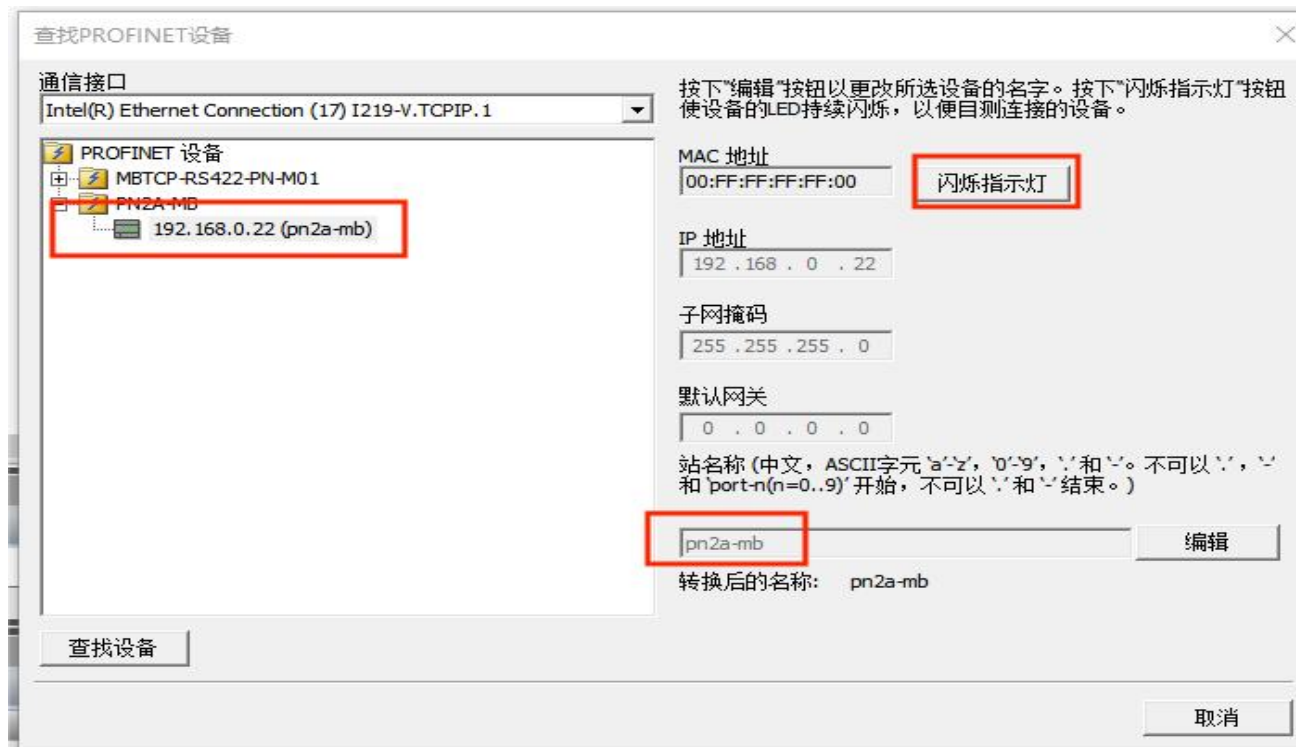 查找PROFINET设备
通信接口
Intel(R) Ethernet Connection (17) I219-V.TCPIP.1
PROFINET 设备
MBTCP-RS422-PN-M01
PN2A-MB
192.168.0.22 (pn2a-mb)
查找设备
按下"编辑"按钮以更改所选设备的名字。按下"闪烁指示灯"按钮
使设备的LED持续闪烁，以便目测连接的设备。
MAC 地址
00:FF:FF:FF:FF:00
闪烁指示灯
IP 地址
192 . 168 . 0 . 22
子网掩码
255 . 255 . 255 . 0
默认网关
0 . 0 . 0 . 0
站名称 (中文，ASCII字元 'a'-'z', '0'-'9', '.' 和 '-'。不可以 '.' , '-'
和 'port-n(n=0..9)' 开始，不可以 '.' 和 '-' 结束。)
pn2a-mb
编辑
转换后的名称: pn2a-mb
取消